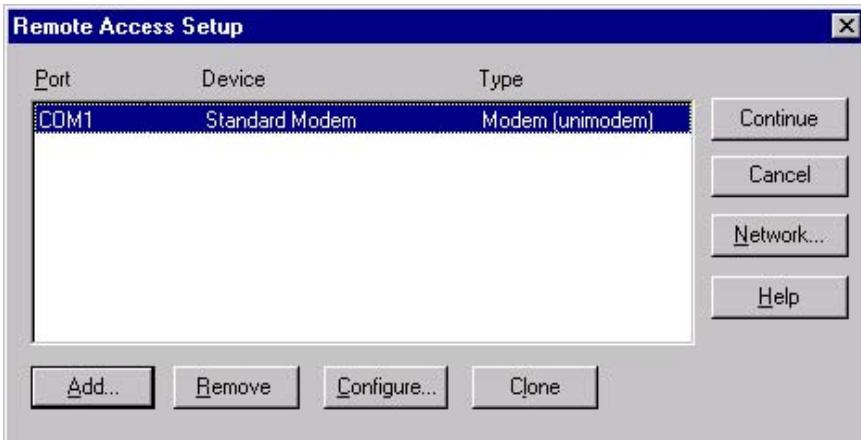 Remote Access Setup
Port Device Type
COM1 Standard Modem Modem (unimodem)
Continue
Cancel
Network...
Help
Add... Remove Configure... Clone